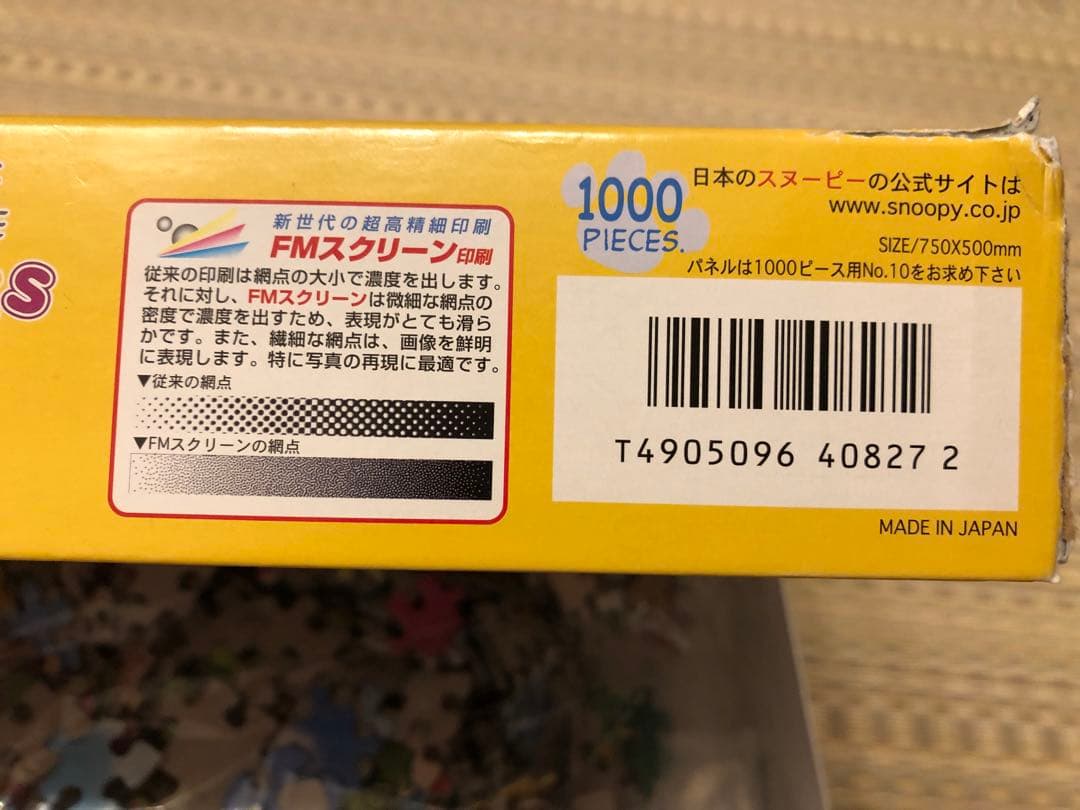 S
新世代の超高精細印刷
FMスクリーン印刷
従来の印刷は網点の大小で濃度を出します。
それに対し、FMスクリーンは微細な網点の
密度で濃度を出すため、表現がとても滑ら
かです。また、繊細な網点は、画像を鮮明
に表現します。特に写真の再現に最適です。
▼従来の網点
▼FMスクリーンの網点
1000
PIECES.
日本のスヌーピーの公式サイトは
www.snoopy.co.jp
SIZE/750X500mm
パネルは1000ピース用No.10をお求め下さい
T4905096 40827 2
MADE IN JAPAN